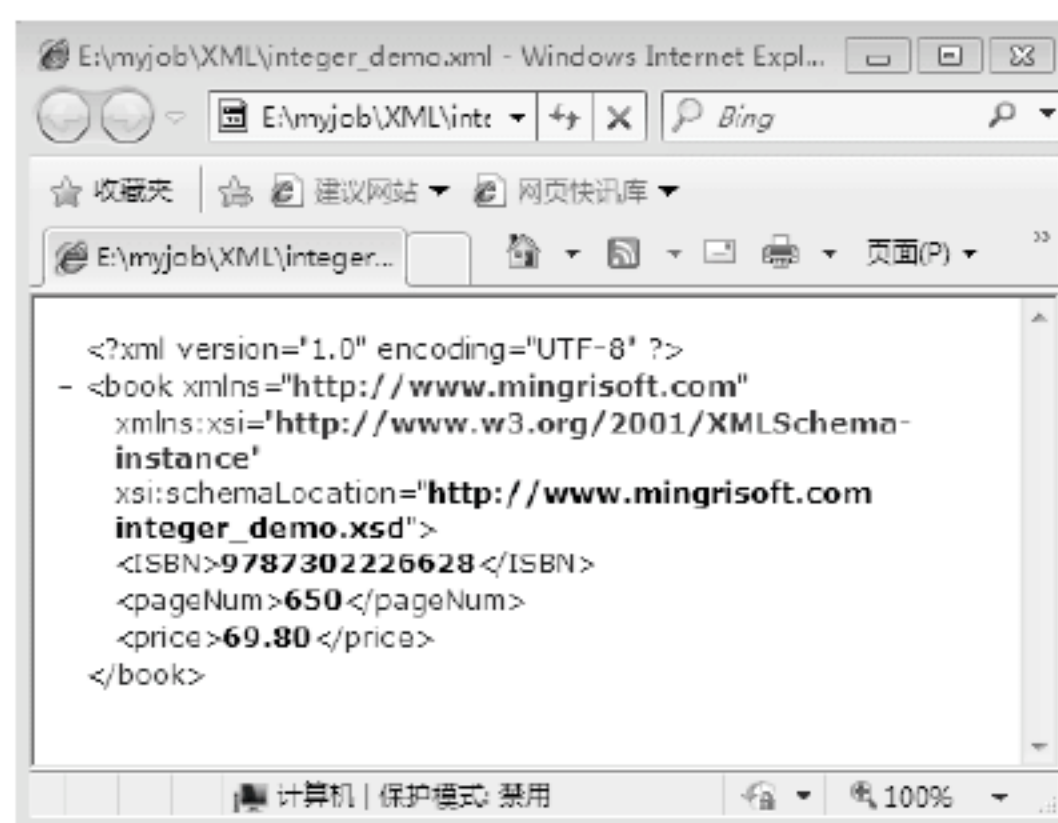 E:\myjob\XML\integer_demo.xml - Windows Internet Expl...
E:\myjob\XML\inte
Bing
收藏夹 建议网站 网页快讯库
E:\myjob\XML\integer... 页面(P) »
<?xml version="1.0" encoding="UTF-8" ?>
- <book xmlns="http://www.mingrisoft.com"
xmlns:xsi="http://www.w3.org/2001/XMLSchema-
instance"
xsi:schemaLocation="http://www.mingrisoft.com
integer_demo.xsd">
<ISBN>9787302226628</ISBN>
<pageNum>650</pageNum>
<price>69.80</price>
</book>
计算机 | 保护模式: 禁用 100%